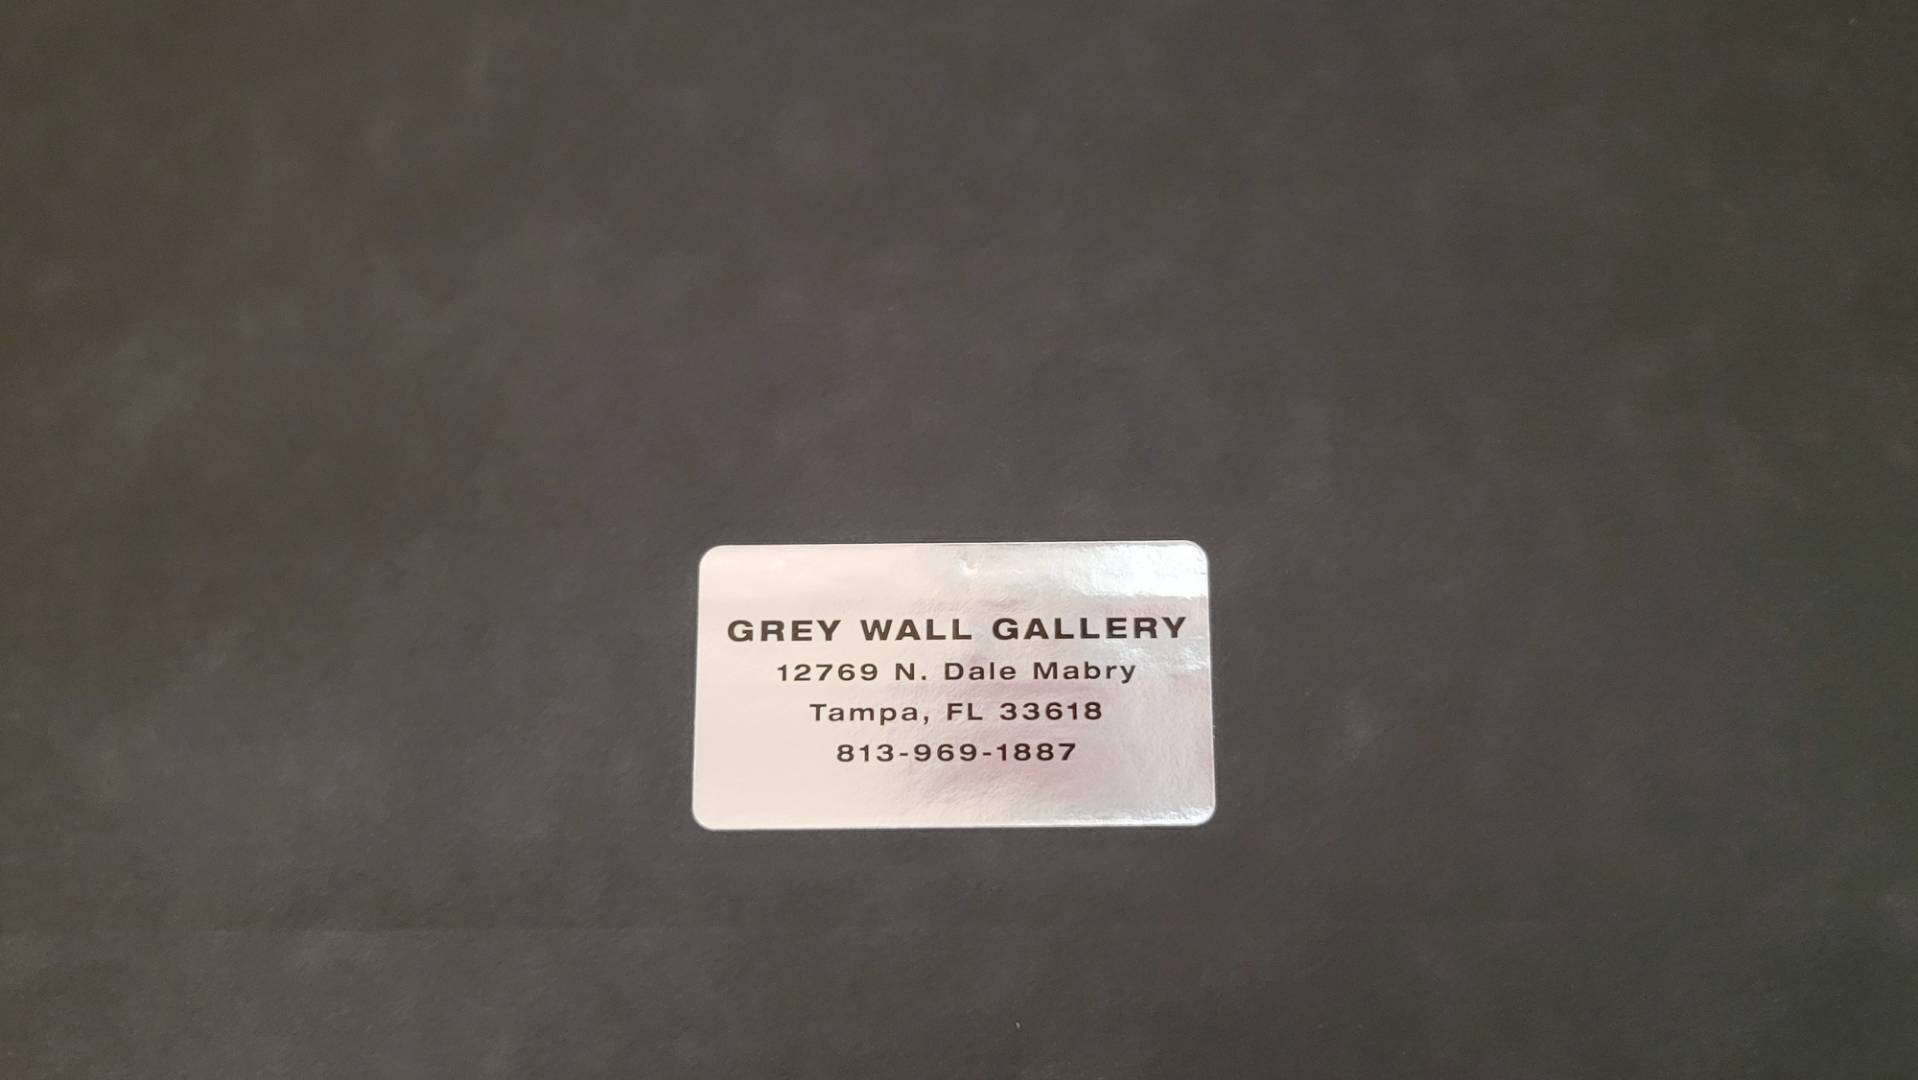 GREY WALL GALLERY
12769 N. Dale Mabry
Tampa, FL 33618
813-969-1887